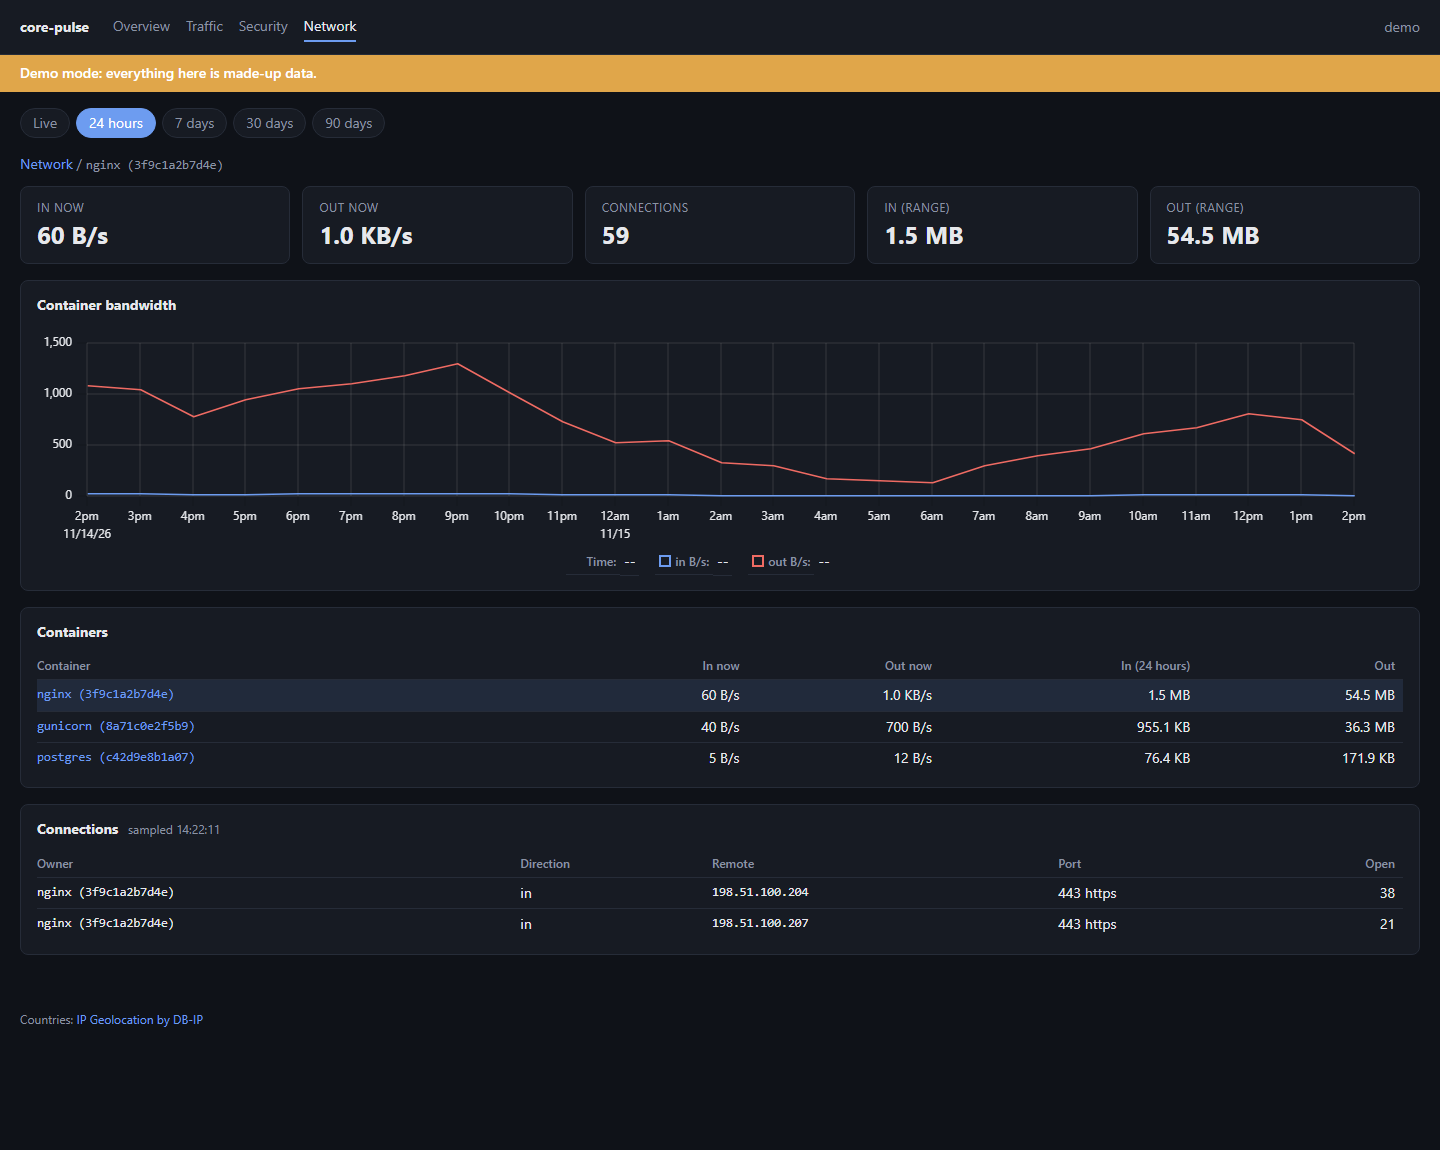 core-pulse Overview Traffic Security Network demo
Demo mode: everything here is made-up data.
Live 24 hours 7 days 30 days 90 days
Network / nginx (3f9c1a2b7d4e)
IN NOW OUT NOW CONNECTIONS IN (RANGE) OUT (RANGE)
60 B/s 1.0 KB/s 59 1.5 MB 54.5 MB
Container bandwidth
1,500
1,000
500
0
2pm 3pm 4pm 5pm 6pm 7pm 8pm 9pm 10pm 11pm 12am 1am 2am 3am 4am 5am 6am 7am 8am 9am 10am 11am 12pm 1pm 2pm
11/14/26 11/15
Time: -- in B/s: -- out B/s: --
Containers
Container In now Out now In (24 hours) Out
nginx (3f9c1a2b7d4e) 60 B/s 1.0 KB/s 1.5 MB 54.5 MB
gunicorn (8a71c0e2f5b9) 40 B/s 700 B/s 955.1 KB 36.3 MB
postgres (c42d9e8b1a07) 5 B/s 12 B/s 76.4 KB 171.9 KB
Connections sampled 14:22:11
Owner Direction Remote Port Open
nginx (3f9c1a2b7d4e) in 198.51.100.204 443 https 38
nginx (3f9c1a2b7d4e) in 198.51.100.207 443 https 21
Countries: IP Geolocation by DB-IP